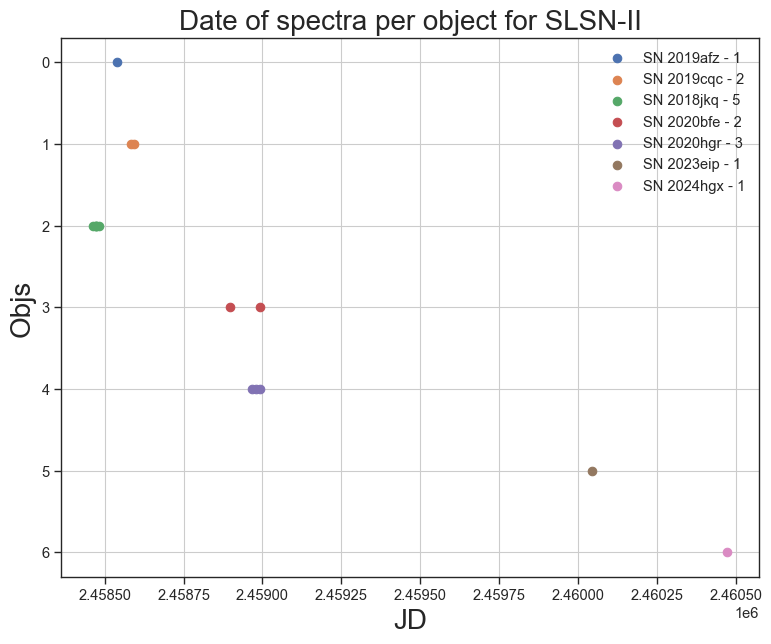 Date of spectra per object for SLSN-II
SN 2019afz - 1
SN 2019cqc - 2
SN 2018jkq - 5
SN 2020bfe - 2
SN 2020hgr - 3
SN 2023eip - 1
SN 2024hgx - 1
Objs
0
1
2
3
4
5
6
2.45850 2.45875 2.45900 2.45925 2.45950 2.45975 2.46000 2.46025 2.46050
1e6
JD